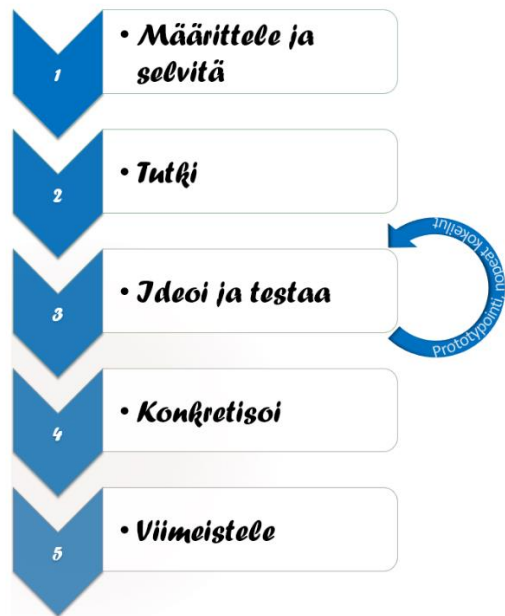 1
• Määrittele ja
selvitä
2
• Tutki
3
• Ideoi ja testaa
Prototypointi, nopeat kokeilut
4
• Konkretisoi
5
• Viimeistele